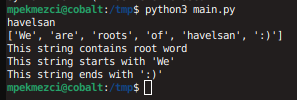 mpekmezci@cobalt:/tmp$ python3 main.py
havelsan
['We', 'are', 'roots', 'of', 'havelsan', ':)']
This string contains root word
This string starts with 'We'
This string ends with ':)'
mpekmezci@cobalt:/tmp$